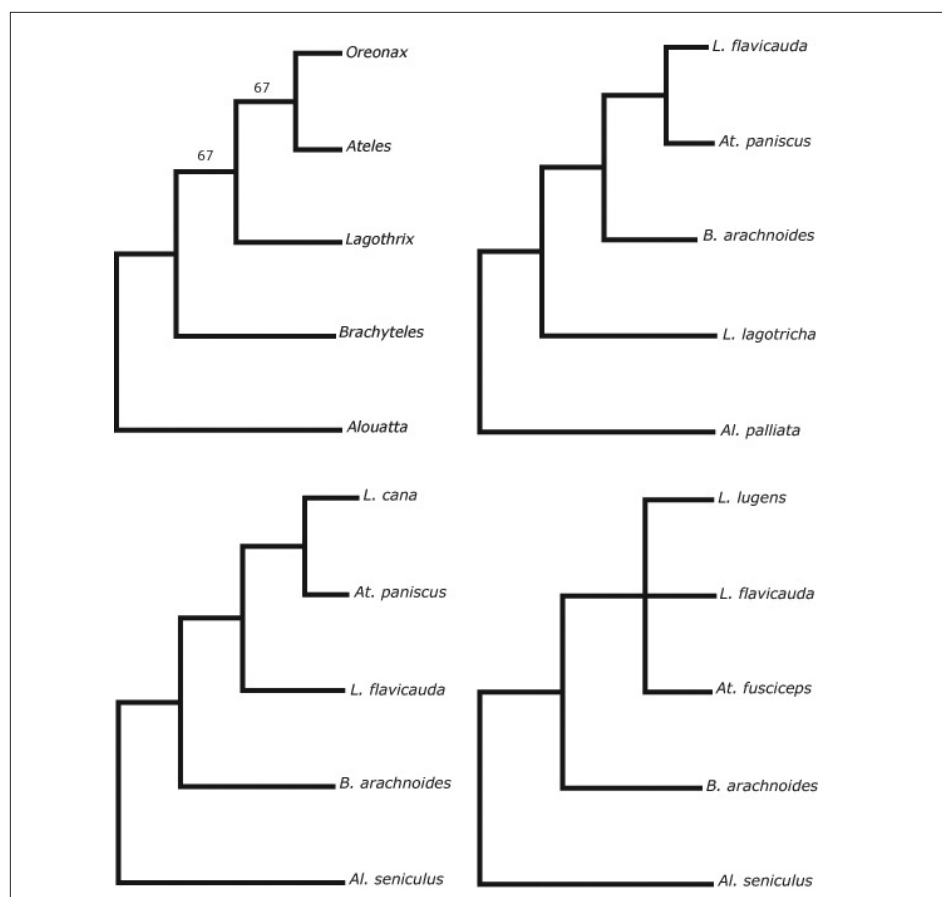 Oreonax
67
Ateles
67
Lagothrix
Brachyteles
Alouatta
L. flavicauda
At. paniscus
B. arachnoides
L. lagotricha
Al. palliata
L. cana
At. paniscus
L. flavicauda
B. arachnoides
Al. seniculus
L. lugens
L. flavicauda
At. fusciceps
B. arachnoides
Al. seniculus